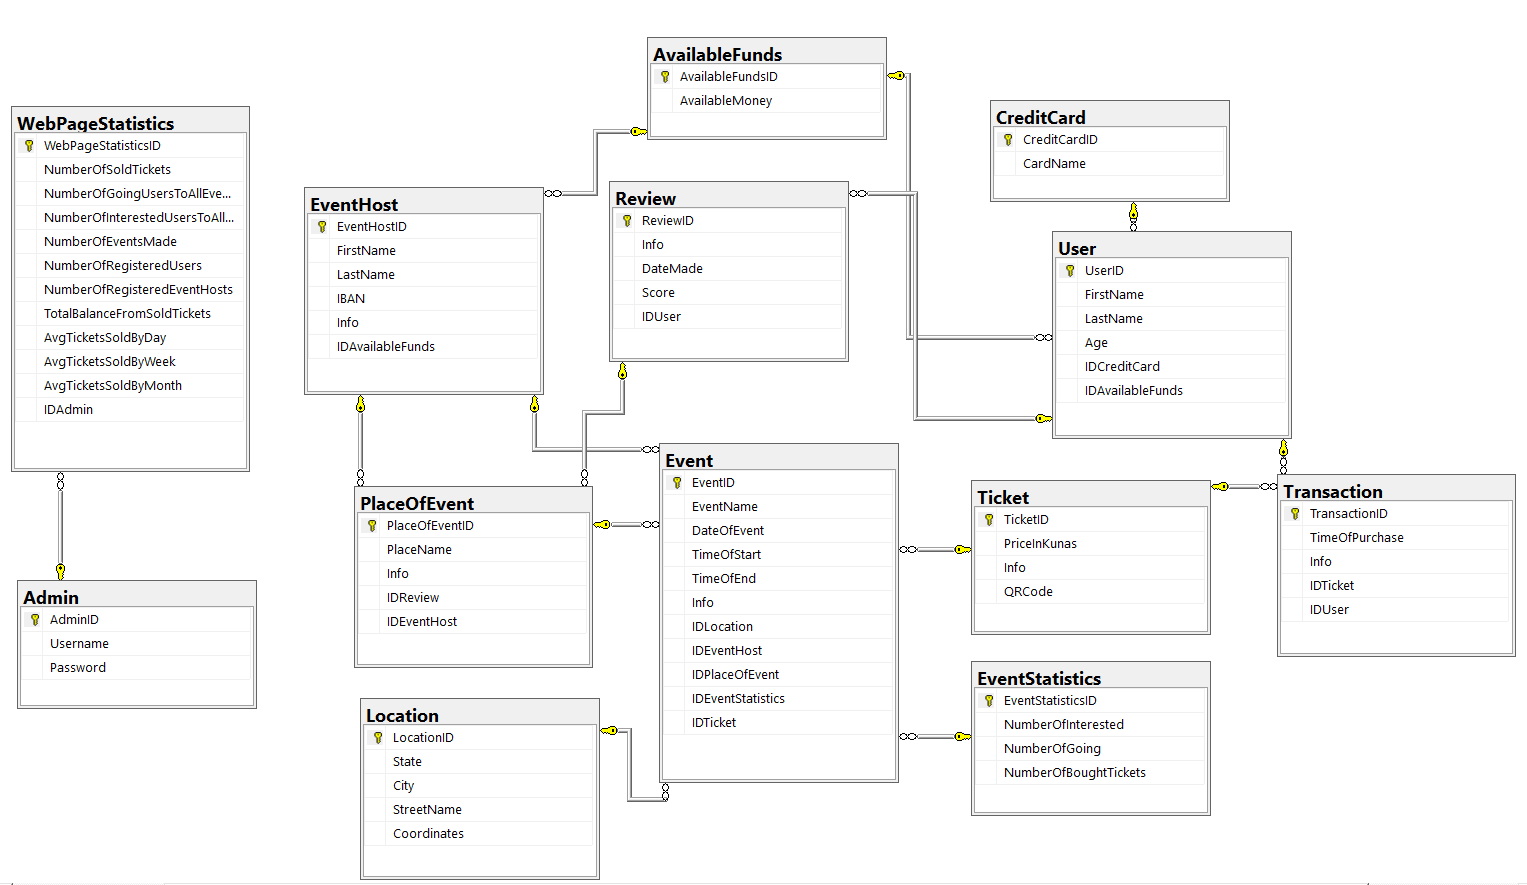 AvailableFunds
AvailableFundsID
AvailableMoney
WebPageStatistics
WebPageStatisticsID
NumberOfSoldTickets
NumberOfGoingUsersToAllEve...
NumberOfInterestedUsersToAll...
NumberOfEventsMade
NumberOfRegisteredUsers
NumberOfRegisteredEventHosts
TotalBalanceFromSoldTickets
AvgTicketsSoldByDay
AvgTicketsSoldByWeek
AvgTicketsSoldByMonth
IDAdmin
CreditCard
CreditCardID
CardName
EventHost
EventHostID
FirstName
LastName
IBAN
Info
IDAvailableFunds
Review
ReviewID
Info
DateMade
Score
IDUser
User
UserID
FirstName
LastName
Age
IDCreditCard
IDAvailableFunds
Event
EventID
EventName
DateOfEvent
TimeOfStart
TimeOfEnd
Info
IDLocation
IDEventHost
IDPlaceOfEvent
IDEventStatistics
IDTicket
PlaceOfEvent
PlaceOfEventID
PlaceName
Info
IDReview
IDEventHost
Ticket
TicketID
PriceInKunas
Info
QRCode
Transaction
TransactionID
TimeOfPurchase
Info
IDTicket
IDUser
Admin
AdminID
Username
Password
EventStatistics
EventStatisticsID
NumberOfInterested
NumberOfGoing
NumberOfBoughtTickets
Location
LocationID
State
City
StreetName
Coordinates